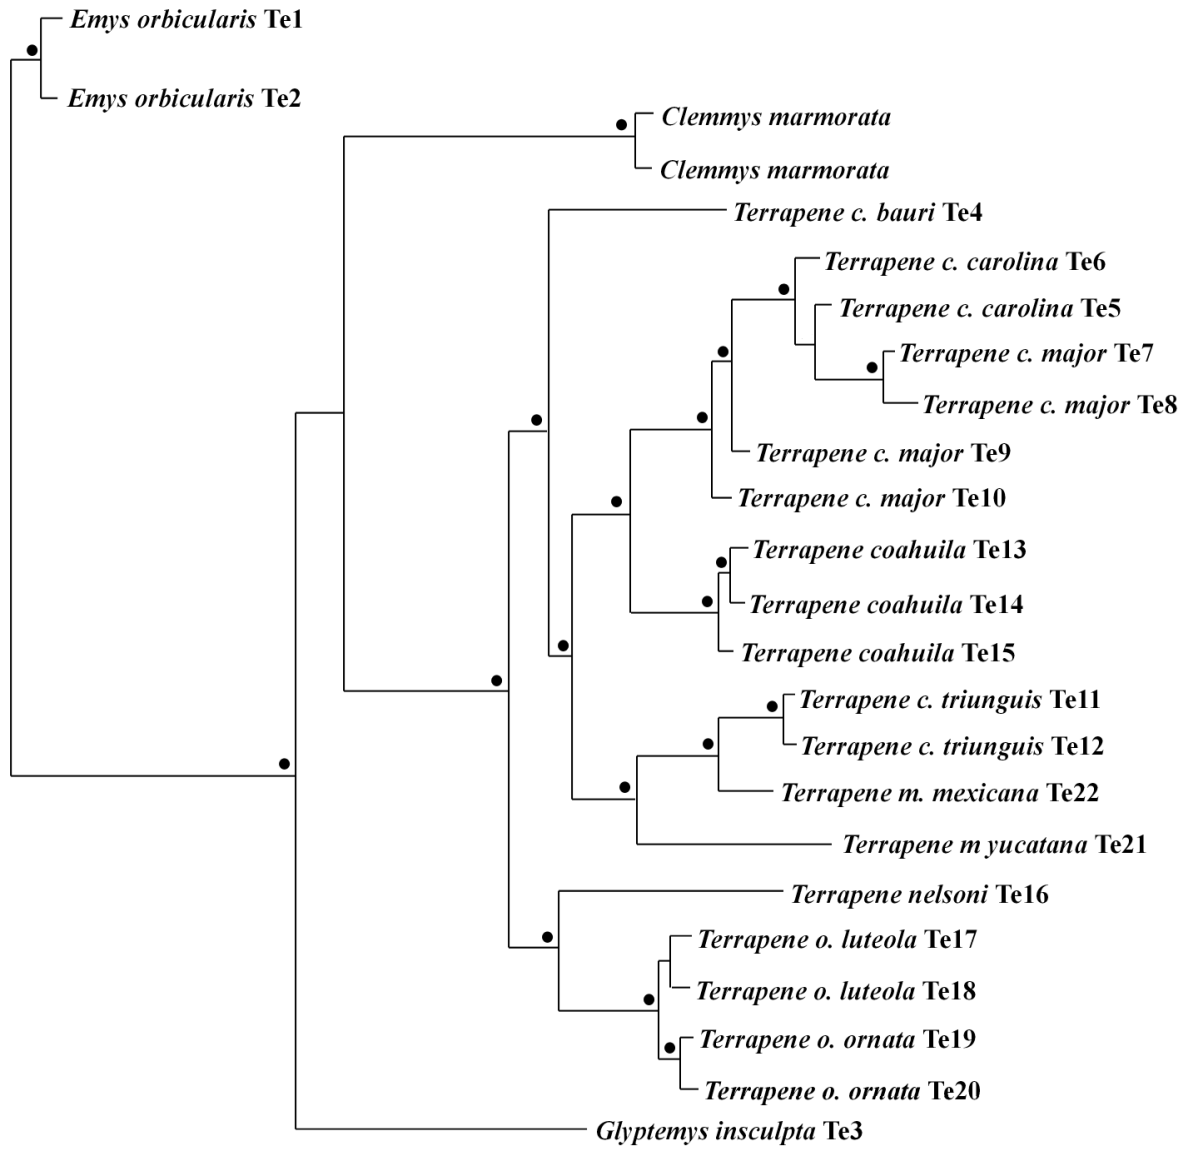 Emys orbicularis Te1
Emys orbicularis Te2
Clemmys marmorata
Clemmys marmorata
Terrapene c. bauri Te4
Terrapene c. carolina Te6
Terrapene c. carolina Te5
Terrapene c. major Te7
Terrapene c. major Te8
Terrapene c. major Te9
Terrapene c. major Te10
Terrapene coahuila Te13
Terrapene coahuila Te14
Terrapene coahuila Te15
Terrapene c. triunguis Te11
Terrapene c. triunguis Te12
Terrapene m. mexicana Te22
Terrapene m yucatana Te21
Terrapene nelsoni Te16
Terrapene o. luteola Te17
Terrapene o. luteola Te18
Terrapene o. ornata Te19
Terrapene o. ornata Te20
Glyptemys insculpta Te3